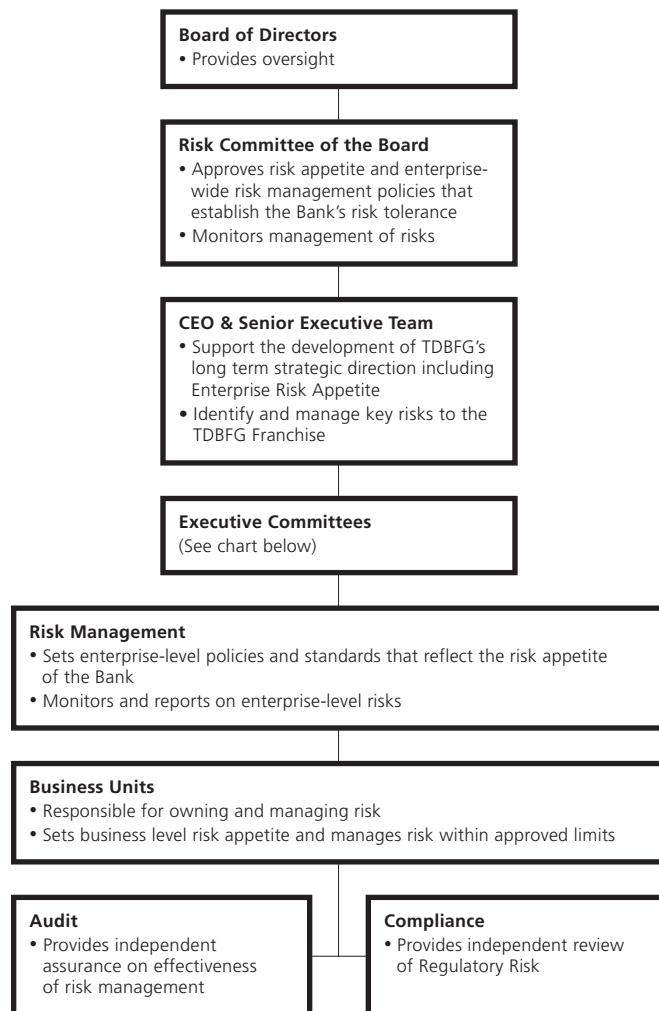 Board of Directors
• Provides oversight
Risk Committee of the Board
• Approves risk appetite and enterprise-
wide risk management policies that
establish the Bank's risk tolerance
• Monitors management of risks
CEO & Senior Executive Team
• Support the development of TDBFG's
long term strategic direction including
Enterprise Risk Appetite
• Identify and manage key risks to the
TDBFG Franchise
Executive Committees
(See chart below)
Risk Management
• Sets enterprise-level policies and standards that reflect the risk appetite
of the Bank
• Monitors and reports on enterprise-level risks
Business Units
• Responsible for owning and managing risk
• Sets business level risk appetite and manages risk within approved limits
Audit
• Provides independent
assurance on effectiveness
of risk management
Compliance
• Provides independent review
of Regulatory Risk